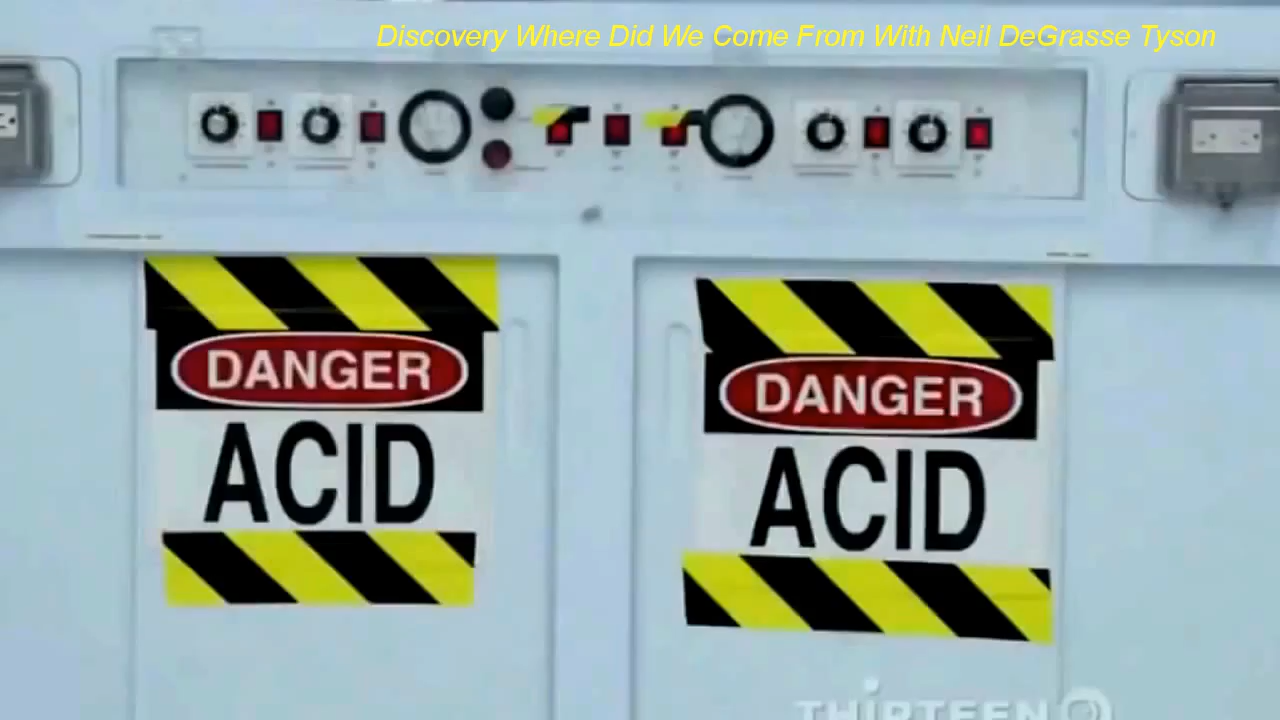 Discovery Where Did We Come From With Neil DeGrasse Tyson
DANGER
ACID
DANGER
ACID
THIRTEEN